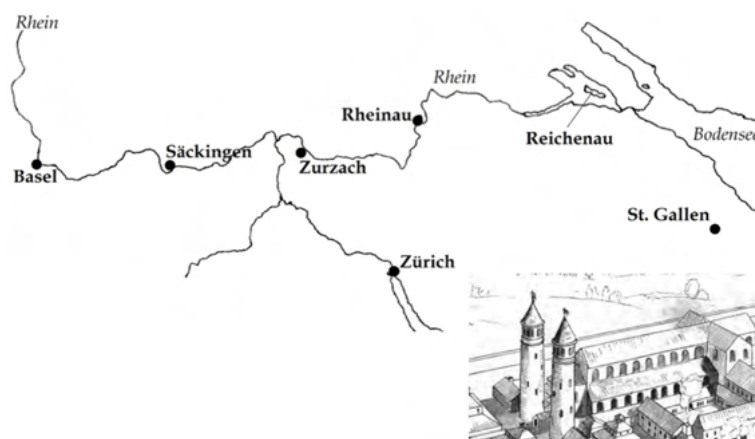 Rhein
Rhein
Rheinau
Reichenau
Bodensee
Säckingen
Basel
Zurzach
St. Gallen
Zürich